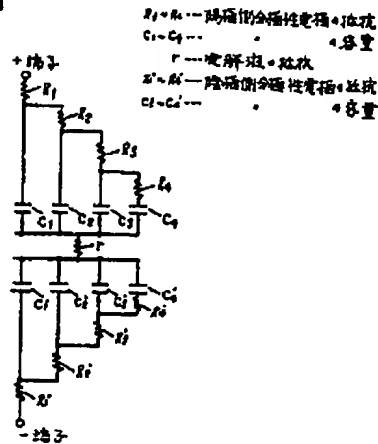 R₁~R₄ --- 陽極側分極性電極の抵抗
C₁~C₄ --- 〃 の容量
r --- 電解液の抵抗
R₁'~R₄' --- 陰極側分極性電極の抵抗
C₁'~C₄' --- 〃 の容量
+端子
R₁
R₂
R₃
R₄
C₁ C₂ C₃ C₄
r
C₁' C₂' C₃' C₄'
R₄'
R₃'
R₂'
R₁'
-端子